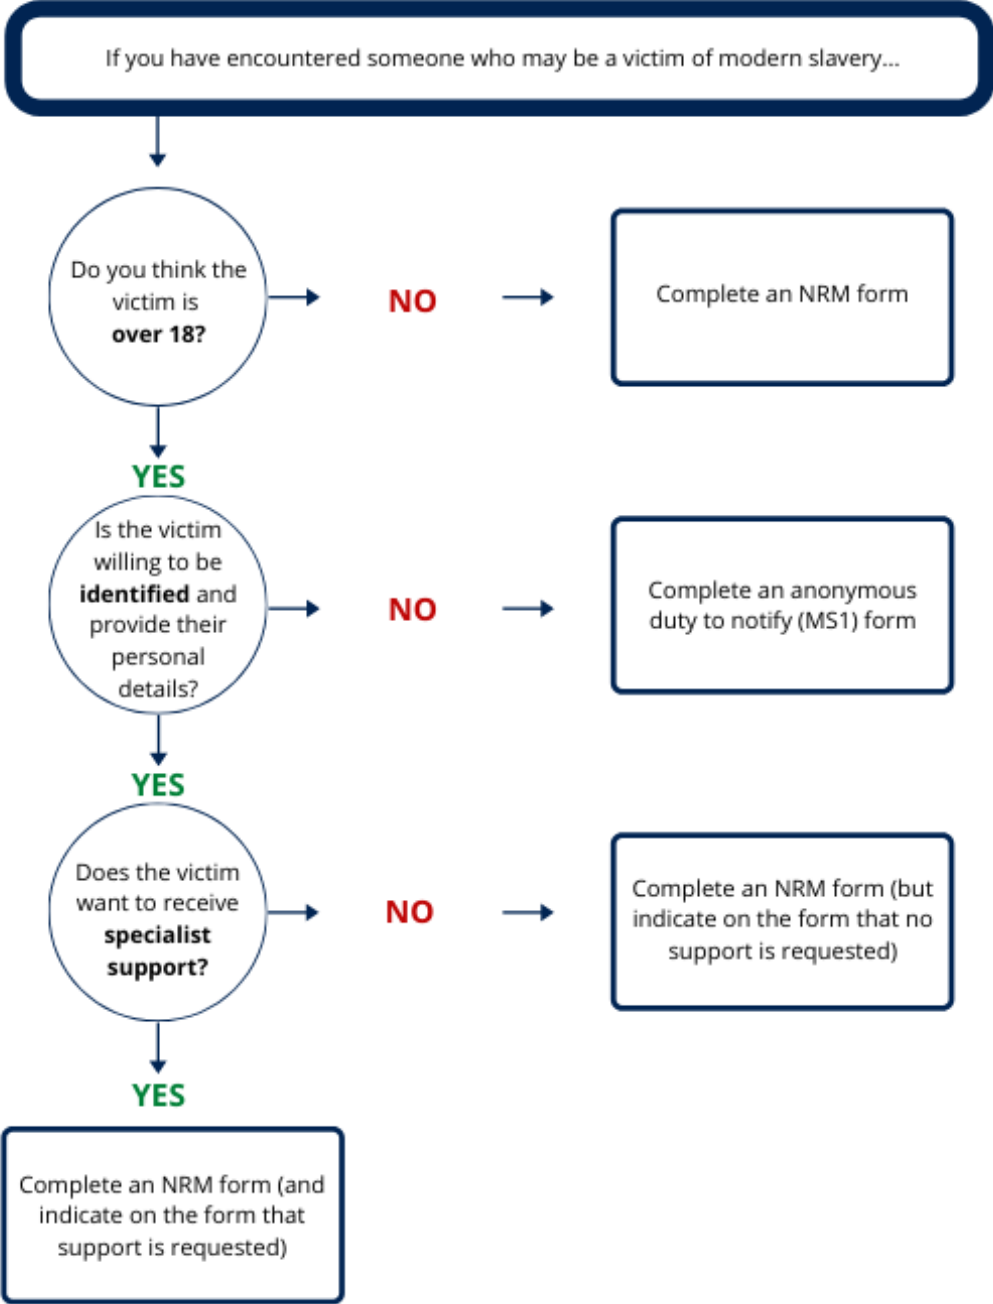 If you have encountered someone who may be a victim of modern slavery...
Do you think the
victim is
over 18?
NO
Complete an NRM form
YES
Is the victim
willing to be
identified and
provide their
personal
details?
NO
Complete an anonymous
duty to notify (MS1) form
YES
Does the victim
want to receive
specialist
support?
NO
Complete an NRM form (but
indicate on the form that no
support is requested)
YES
Complete an NRM form (and
indicate on the form that
support is requested)